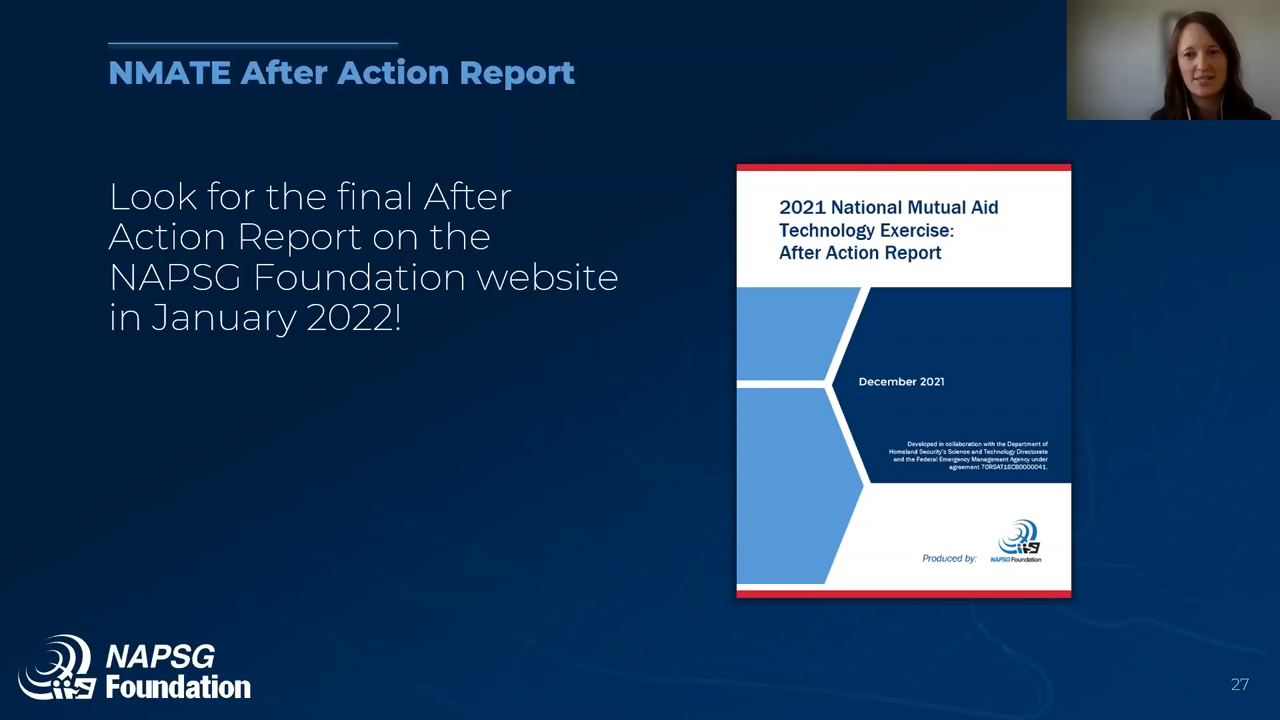 NMATE After Action Report
Look for the final After
Action Report on the
NAPSG Foundation website
in January 2022!
2021 National Mutual Aid
Technology Exercise:
After Action Report
December 2021
Developed in collaboration with the Department of
Homeland Security's Science and Technology Directorate
and the Federal Emergency Management Agency under
agreement 70RSAT18CB0000041.
Produced by:
NAPSG Foundation
NAPSG
Foundation
27